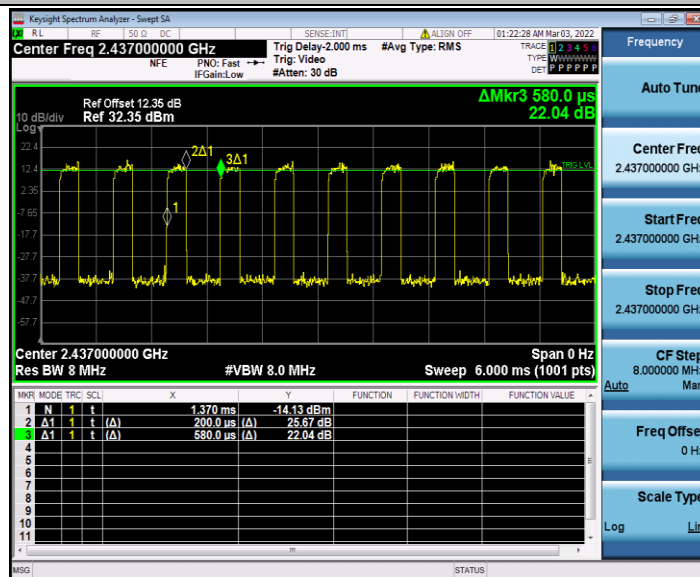 Keysight Spectrum Analyzer - Swept SA
RL RF 50 Ω DC SENSE:INT ALIGN OFF 01:22:28 AM Mar 03, 2022
Center Freq 2.437000000 GHz
NFE PNO: Fast IFGain:Low
Trig Delay-2.000 ms #Avg Type: RMS
Trig: Video
#Atten: 30 dB
TRACE 1 2 3 4 5 6
TYPE WWWWWW
DET P P P P P P
ΔMkr3 580.0 µs
22.04 dB
Ref Offset 12.35 dB
10 dB/div Ref 32.35 dBm
Log
22.4
12.4
2.35
-7.65
-17.7
-27.7
-37.7
-47.7
-57.7
2Δ1
3Δ1
1
TRIG LVL
Center 2.437000000 GHz Span 0 Hz
Res BW 8 MHz #VBW 8.0 MHz Sweep 6.000 ms (1001 pts)
MKR MODE TRC SCL X Y FUNCTION FUNCTION WIDTH FUNCTION VALUE
1 N 1 t 1.370 ms -14.13 dBm
2 Δ1 1 t (Δ) 200.0 µs (Δ) 25.67 dB
3 Δ1 1 t (Δ) 580.0 µs (Δ) 22.04 dB
4
5
6
7
8
9
10
11
MSG STATUS
Frequency
Auto Tune
Center Freq
2.437000000 GHz
Start Freq
2.437000000 GHz
Stop Freq
2.437000000 GHz
CF Step
8.000000 MHz
Auto Man
Freq Offset
0 Hz
Scale Type
Log Lin